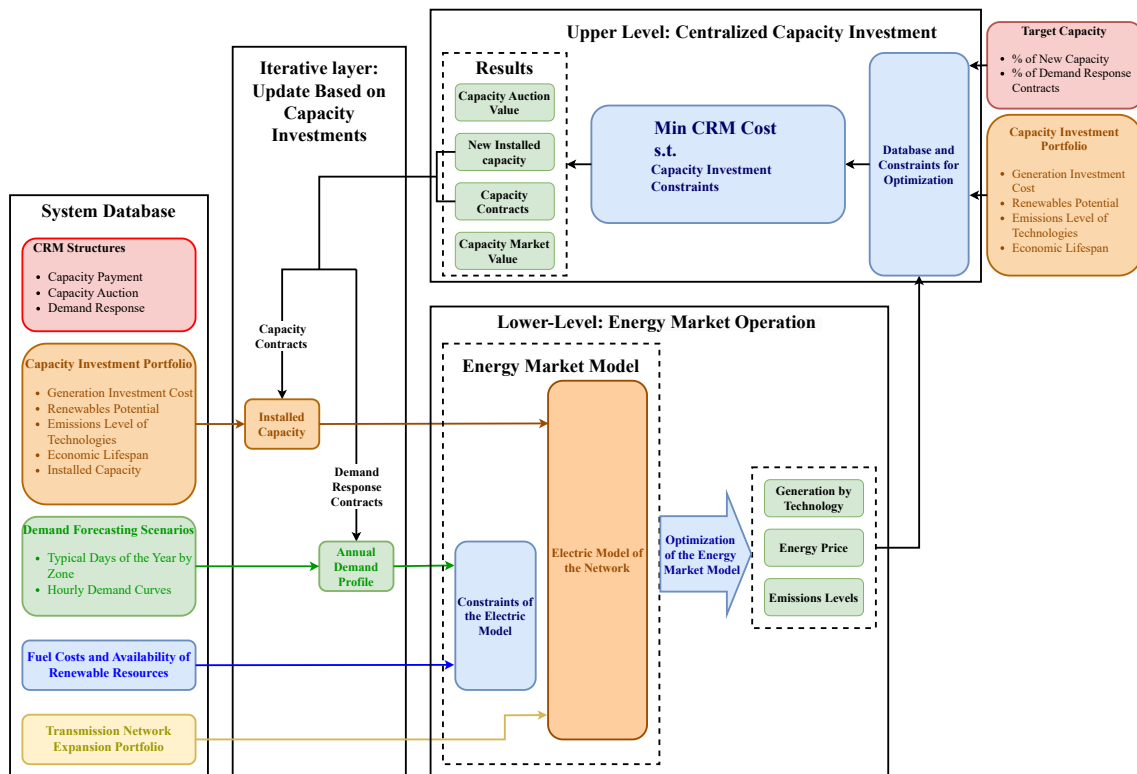 System Database
CRM Structures
• Capacity Payment
• Capacity Auction
• Demand Response
Capacity Investment Portfolio
• Generation Investment Cost
• Renewables Potential
• Emissions Level of
Technologies
• Economic Lifespan
• Installed Capacity
Demand Forecasting Scenarios
• Typical Days of the Year by
Zone
• Hourly Demand Curves
Fuel Costs and Availability of
Renewable Resources
Transmission Network
Expansion Portfolio
Iterative layer:
Update Based on
Capacity
Investments
Capacity
Contracts
Installed
Capacity
Demand
Response
Contracts
Annual
Demand
Profile
Upper Level: Centralized Capacity Investment
Results
Capacity Auction
Value
New Installed
capacity
Capacity
Contracts
Capacity Market
Value
Min CRM Cost
s.t.
Capacity Investment
Constraints
Database and
Constraints for
Optimization
Target Capacity
• % of New Capacity
• % of Demand Response
Contracts
Capacity Investment
Portfolio
• Generation Investment
Cost
• Renewables Potential
• Emissions Level of
Technologies
• Economic Lifespan
Lower-Level: Energy Market Operation
Energy Market Model
Constraints of
the Electric
Model
Electric Model of
the Network
Optimization
of the Energy
Market Model
Generation by
Technology
Energy Price
Emissions Levels